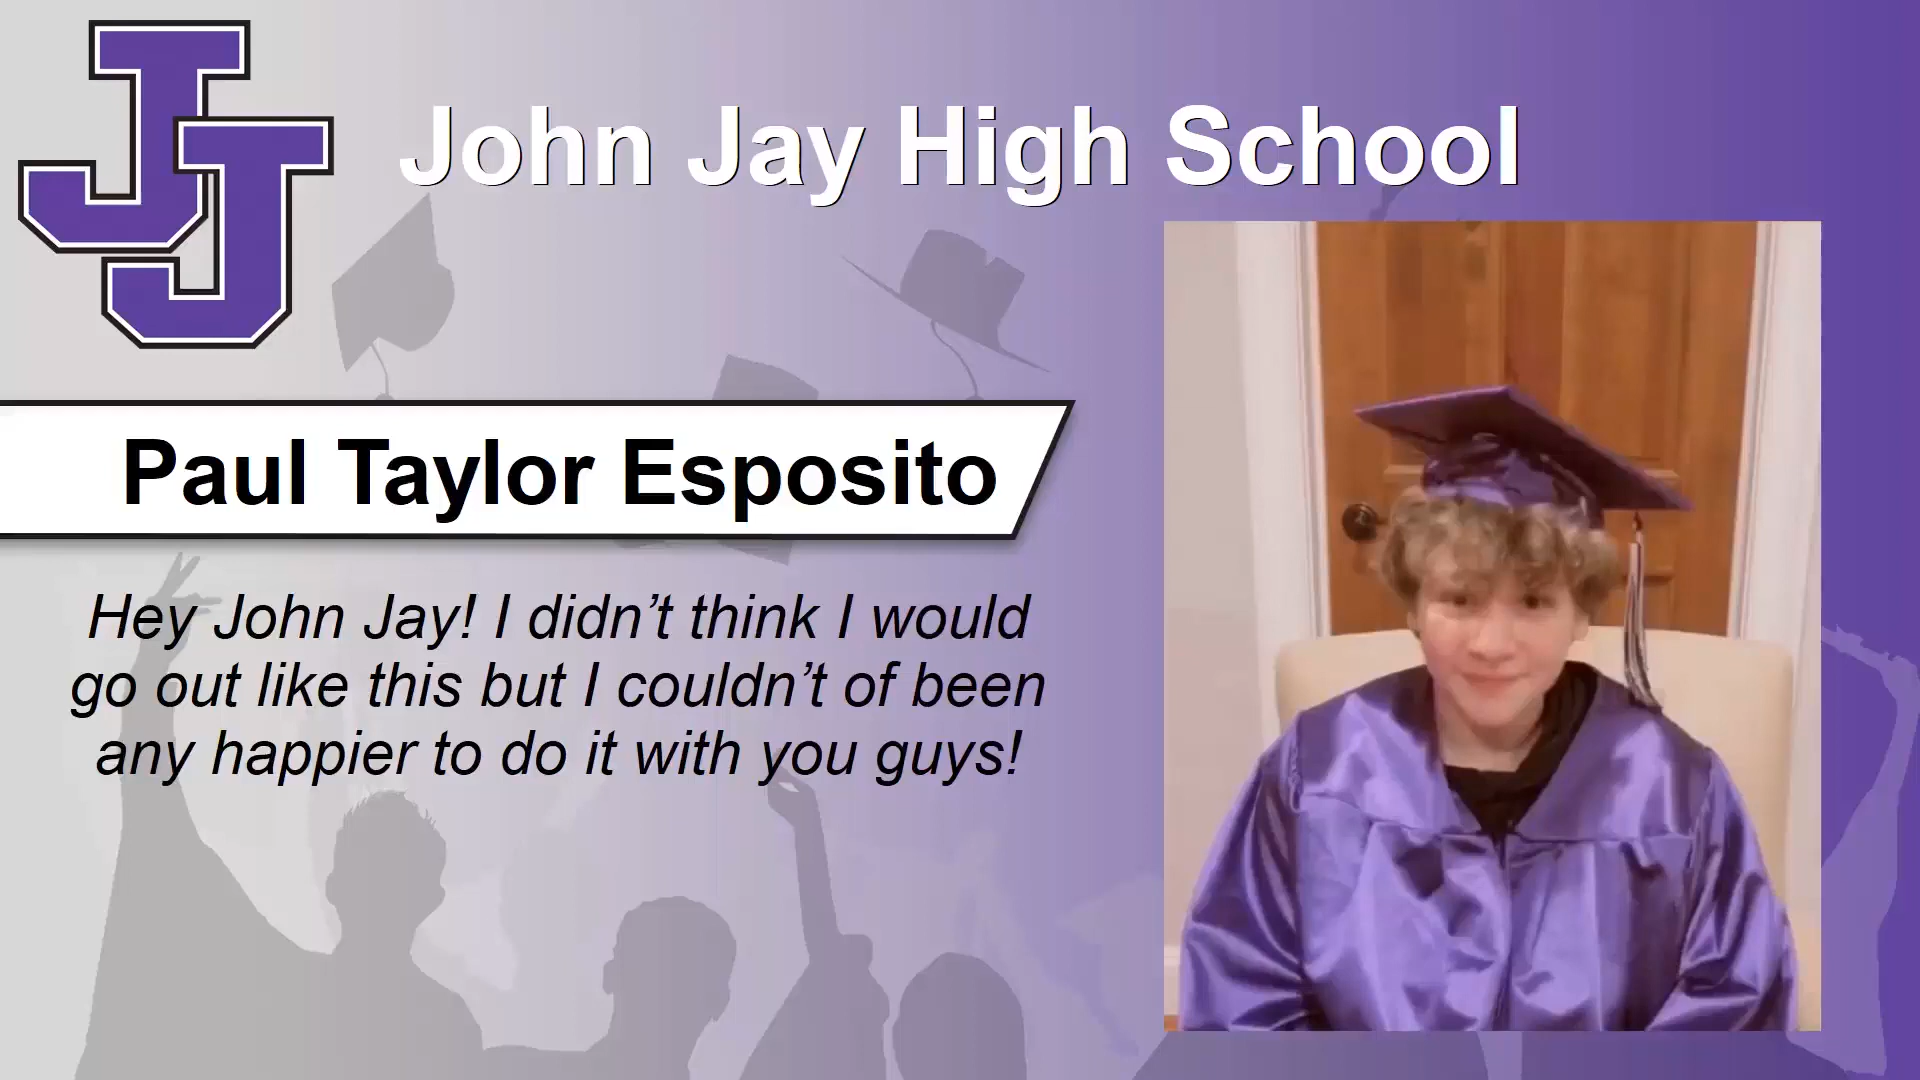 JJ
John Jay High School
Paul Taylor Esposito
Hey John Jay! I didn’t think I would
go out like this but I couldn’t of been
any happier to do it with you guys!